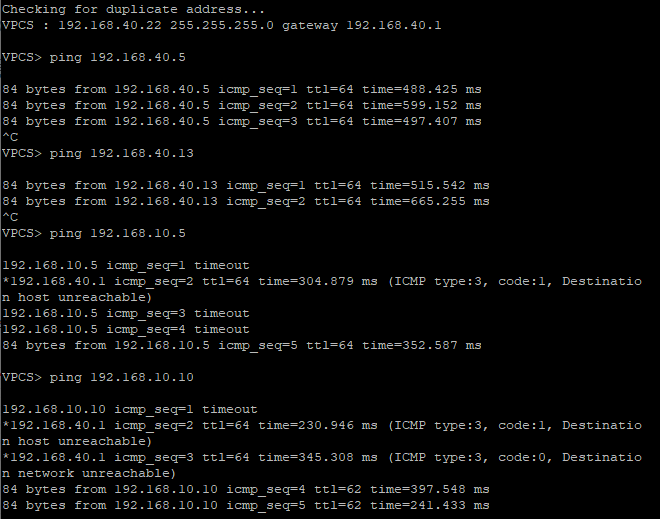 Checking for duplicate address...
VPCS : 192.168.40.22 255.255.255.0 gateway 192.168.40.1
VPCS> ping 192.168.40.5
84 bytes from 192.168.40.5 icmp_seq=1 ttl=64 time=488.425 ms
84 bytes from 192.168.40.5 icmp_seq=2 ttl=64 time=599.152 ms
84 bytes from 192.168.40.5 icmp_seq=3 ttl=64 time=497.407 ms
^C
VPCS> ping 192.168.40.13
84 bytes from 192.168.40.13 icmp_seq=1 ttl=64 time=515.542 ms
84 bytes from 192.168.40.13 icmp_seq=2 ttl=64 time=665.255 ms
^C
VPCS> ping 192.168.10.5
192.168.10.5 icmp_seq=1 timeout
*192.168.40.1 icmp_seq=2 ttl=64 time=304.879 ms (ICMP type:3, code:1, Destinatio
n host unreachable)
192.168.10.5 icmp_seq=3 timeout
192.168.10.5 icmp_seq=4 timeout
84 bytes from 192.168.10.5 icmp_seq=5 ttl=64 time=352.587 ms
VPCS> ping 192.168.10.10
192.168.10.10 icmp_seq=1 timeout
*192.168.40.1 icmp_seq=2 ttl=64 time=230.946 ms (ICMP type:3, code:1, Destinatio
n host unreachable)
*192.168.40.1 icmp_seq=3 ttl=64 time=345.308 ms (ICMP type:3, code:0, Destinatio
n network unreachable)
84 bytes from 192.168.10.10 icmp_seq=4 ttl=62 time=397.548 ms
84 bytes from 192.168.10.10 icmp_seq=5 ttl=62 time=241.433 ms